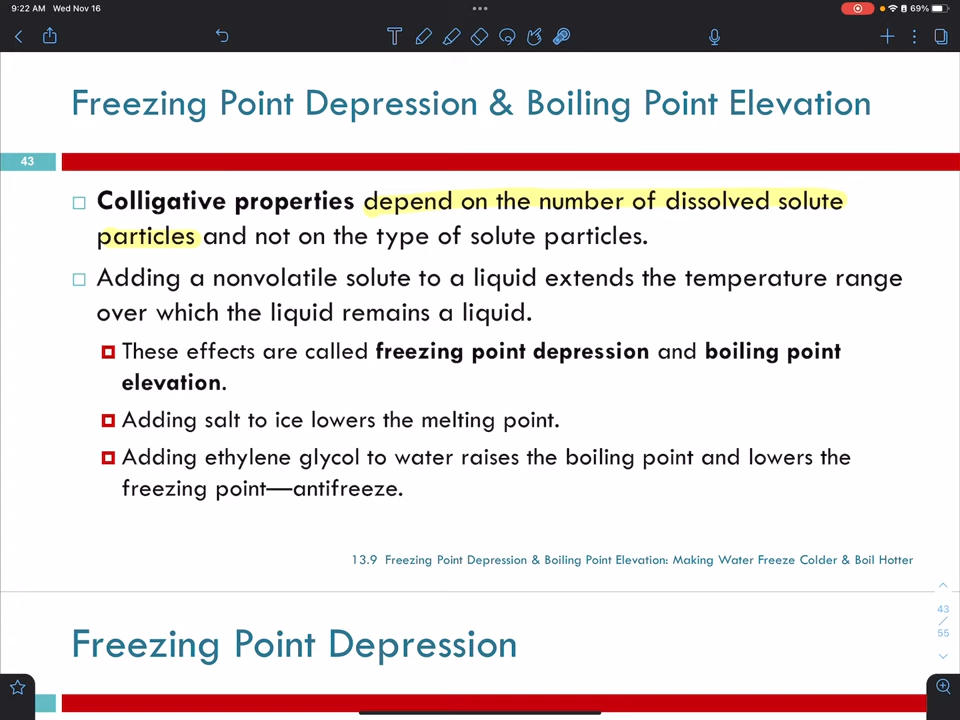 9:22 AM Wed Nov 16
69%
Freezing Point Depression & Boiling Point Elevation
43
Colligative properties depend on the number of dissolved solute
particles and not on the type of solute particles.
Adding a nonvolatile solute to a liquid extends the temperature range
over which the liquid remains a liquid.
These effects are called freezing point depression and boiling point
elevation.
Adding salt to ice lowers the melting point.
Adding ethylene glycol to water raises the boiling point and lowers the
freezing point—antifreeze.
13.9 Freezing Point Depression & Boiling Point Elevation: Making Water Freeze Colder & Boil Hotter
43
/
55
Freezing Point Depression